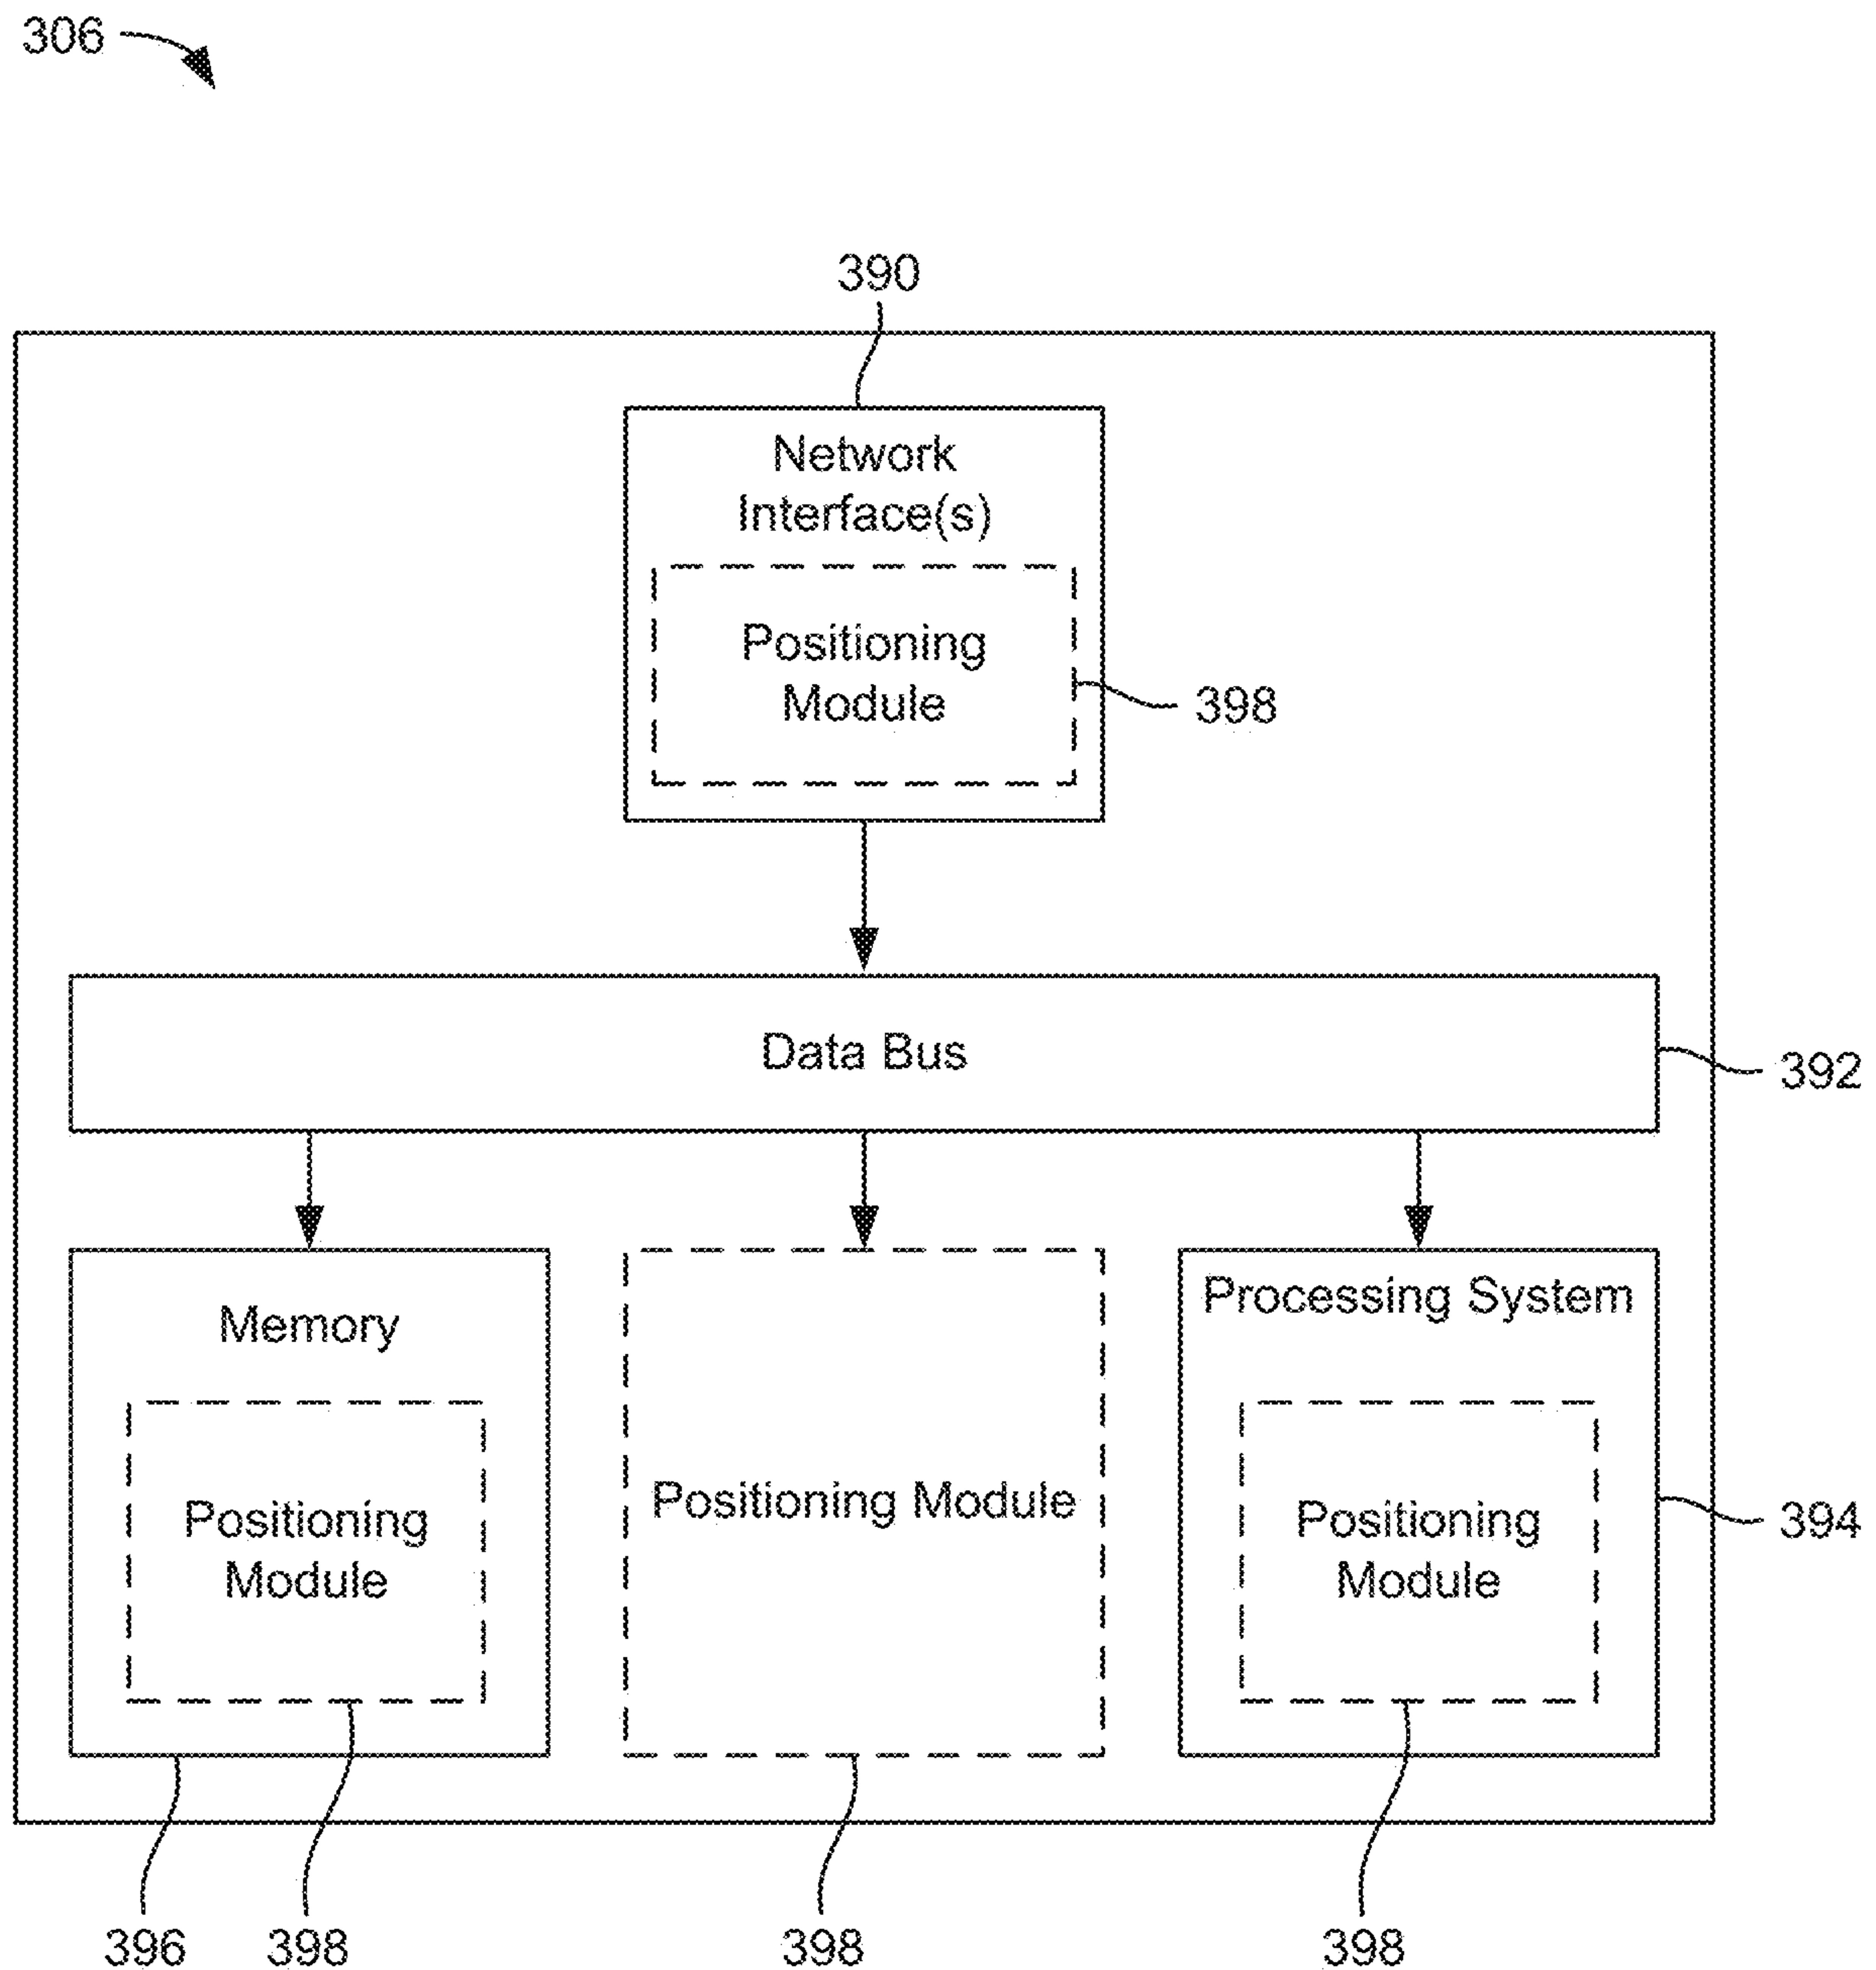 306
390
Network
Interface(s)
Positioning
Module
398
Data Bus
392
Memory
Positioning
Module
Positioning Module
Processing System
Positioning
Module
394
396
398
398
398